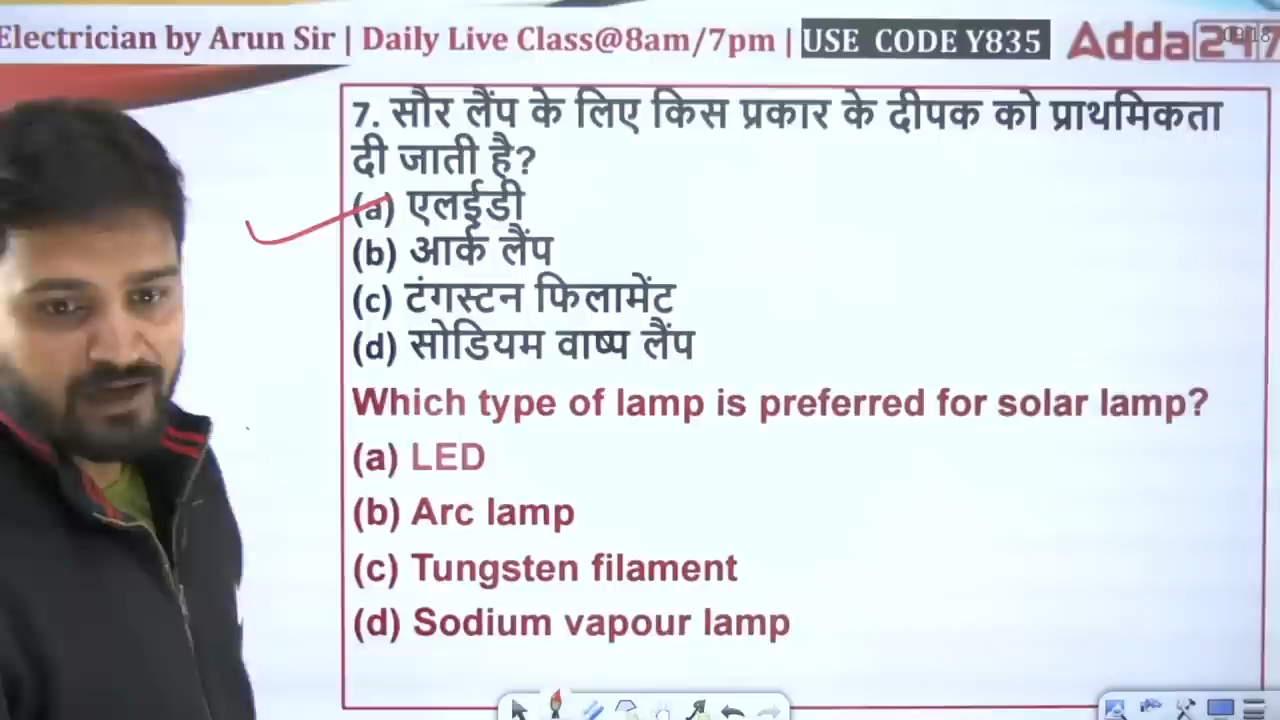 Electrician by Arun Sir | Daily Live Class@8am/7pm | USE CODE Y835 Adda247
7. सौर लैंप के लिए किस प्रकार के दीपक को प्राथमिकता
दी जाती है?
(a) एलईडी
(b) आर्क लैंप
(c) टंगस्टन फिलामेंट
(d) सोडियम वाष्प लैंप
Which type of lamp is preferred for solar lamp?
(a) LED
(b) Arc lamp
(c) Tungsten filament
(d) Sodium vapour lamp